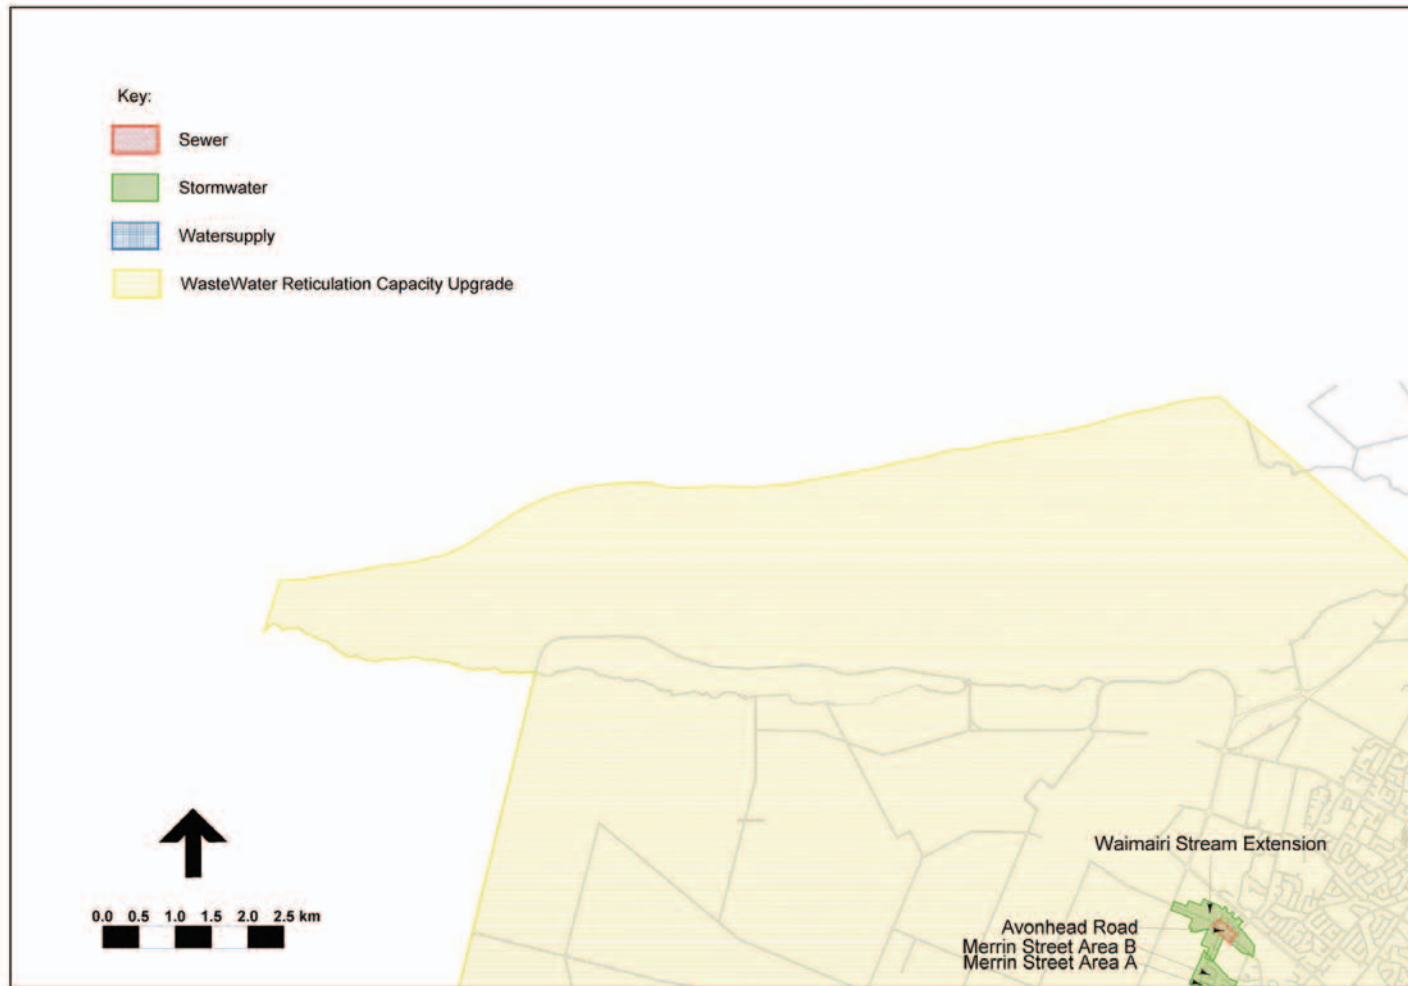 Key:
Sewer
Stormwater
Watersupply
WasteWater Reticulation Capacity Upgrade
Waimairi Stream Extension
Avonhead Road
Merrin Street Area B
Merrin Street Area A
0.0 0.5 1.0 1.5 2.0 2.5 km